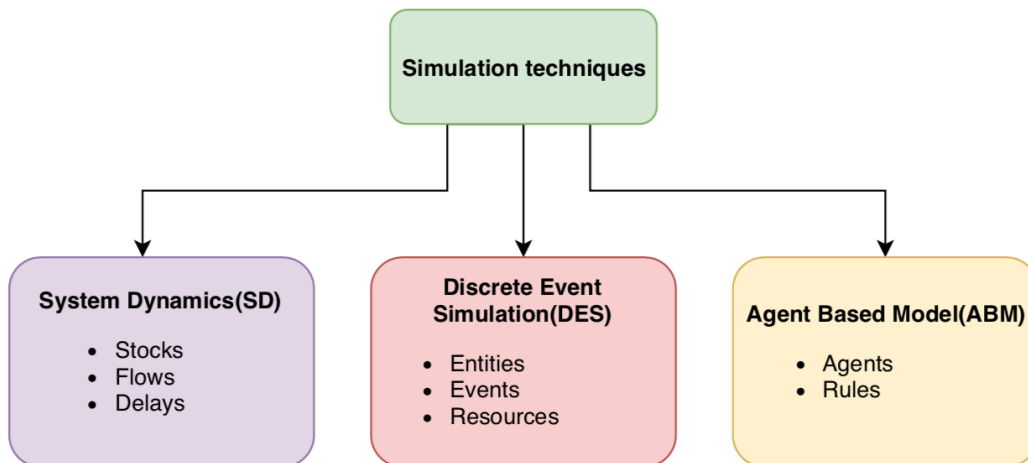 Simulation techniques
System Dynamics(SD)
• Stocks
• Flows
• Delays
Discrete Event
Simulation(DES)
• Entities
• Events
• Resources
Agent Based Model(ABM)
• Agents
• Rules